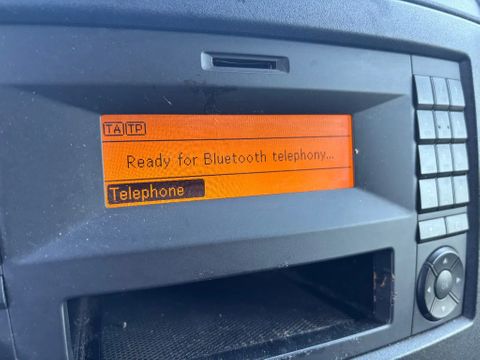 TA TP
Ready for Bluetooth telephony...
Telephone